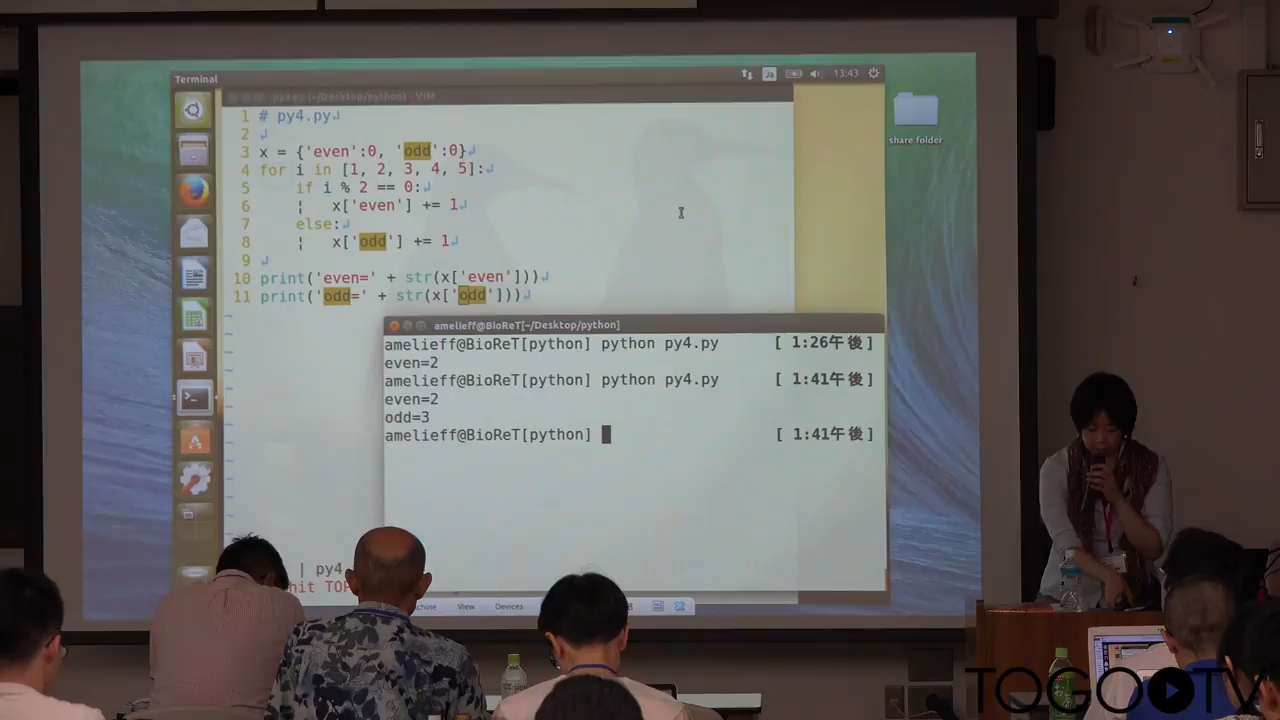 Terminal
Ja
13:43
py4.py (~/Desktop/python) - VIM
1 # py4.py
2
3 x = {'even':0, 'odd':0}
4 for i in [1, 2, 3, 4, 5]:
5 if i % 2 == 0:
6 ¦ x['even'] += 1
7 else:
8 ¦ x['odd'] += 1
9
10 print('even=' + str(x['even']))
11 print('odd=' + str(x['odd']))
share folder
amelieff@BioReT[~/Desktop/python]
amelieff@BioReT[python] python py4.py [ 1:26午後]
even=2
amelieff@BioReT[python] python py4.py [ 1:41午後]
even=2
odd=3
amelieff@BioReT[python] [ 1:41午後]
| py4
hit TOP
View Devices
TOGOTV